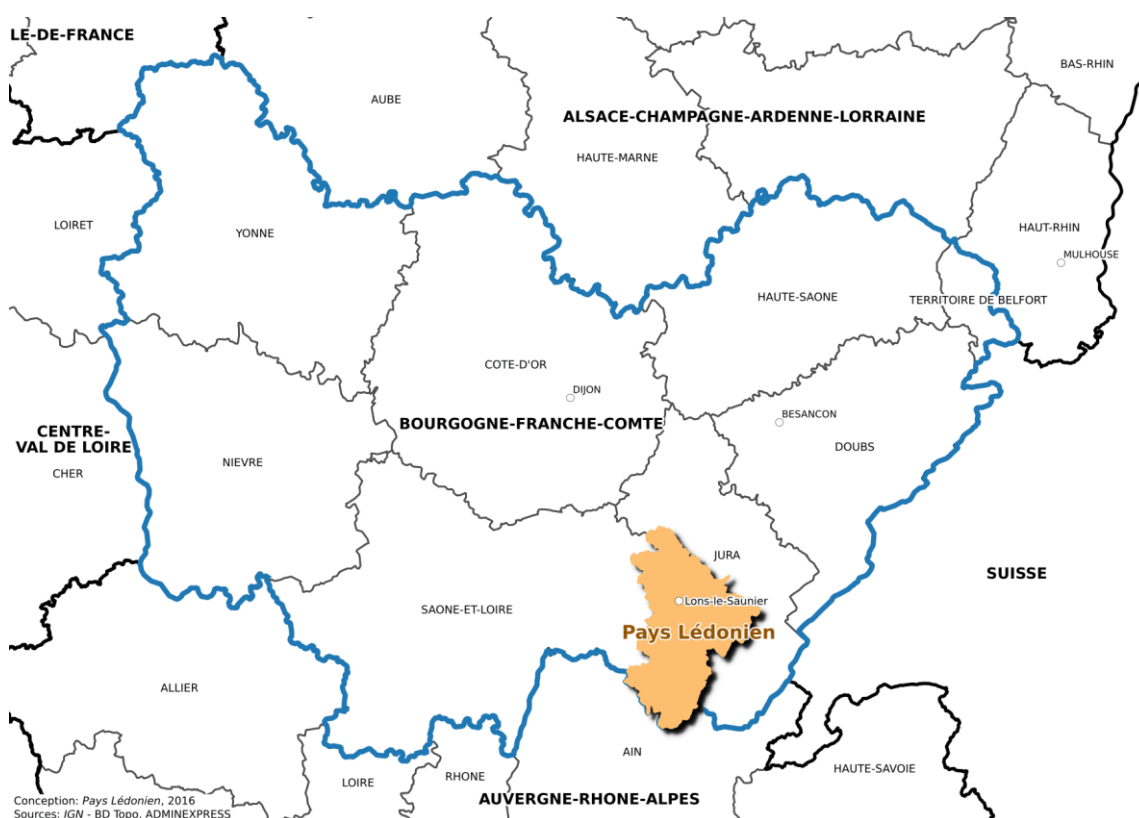 LE-DE-FRANCE
BAS-RHIN
AUBE
ALSACE-CHAMPAGNE-ARDENNE-LORRAINE
HAUTE-MARNE
LOIRET
YONNE
HAUT-RHIN
MULHOUSE
HAUTE-SAONE
TERRITOIRE DE BELFORT
COTE-D'OR
DIJON
BESANCON
BOURGOGNE-FRANCHE-COMTE
CENTRE-
VAL DE LOIRE
DOUBS
CHER
NIEVRE
JURA
SUISSE
SAONE-ET-LOIRE
Lons-le-Saunier
Pays Lédonien
ALLIER
AIN
HAUTE-SAVOIE
LOIRE
RHONE
AUVERGNE-RHONE-ALPES
Conception: Pays Lédonien, 2016
Sources: IGN - BD Topo, ADMINEXPRESS